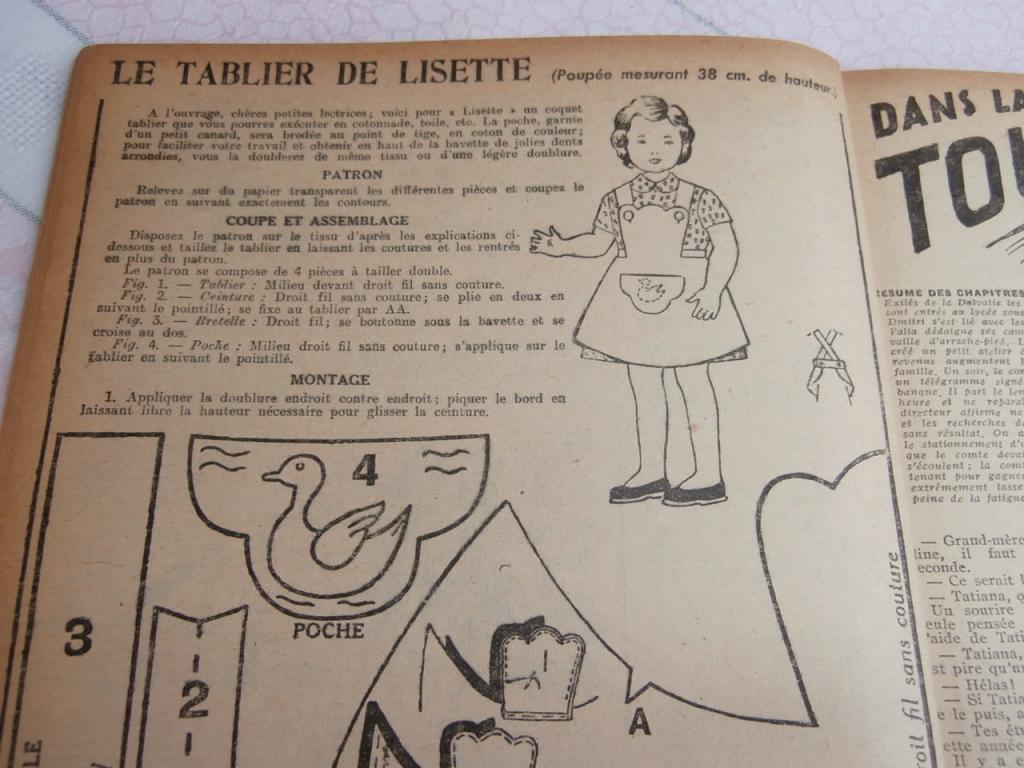 LE TABLIER DE LISETTE (Poupée mesurant 38 cm. de hauteur.)
A l'ouvrage, chères petites lectrices; voici pour « Lisette » un coquet
tablier que vous pourrez exécuter en cotonnade, toile, etc. La poche, garnie
d'un petit canard, sera brodée au point de tige, en coton de couleur;
pour faciliter votre travail et obtenir en haut de la bavette de jolies dents
arrondies, vous la doublerez de même tissu ou d'une légère doublure.
PATRON
Relevez sur du papier transparent les différentes pièces et coupez le
patron en suivant exactement les contours.
COUPE ET ASSEMBLAGE
Disposez le patron sur le tissu d'après les explications ci-
dessous et taillez le tablier en laissant les coutures et les rentrés
en plus du patron.
Le patron se compose de 4 pièces à tailler double.
Fig. 1. — Tablier : Milieu devant droit fil sans couture.
Fig. 2. — Ceinture : Droit fil sans couture; se plie en deux en
suivant le pointillé; se fixe au tablier par AA.
Fig. 3. — Bretelle : Droit fil; se boutonne sous la bavette et se
croise au dos.
Fig. 4. — Poche : Milieu droit fil sans couture; s'applique sur le
tablier en suivant le pointillé.
MONTAGE
1. Appliquer la doublure endroit contre endroit; piquer le bord en
laissant libre la hauteur nécessaire pour glisser la ceinture.
3
4
POCHE
2
A
LE
oit fil sans couture
DANS LA
TOU
RÉSUMÉ DES CHAPITRES
Exilés de la Dalvatie les
sont entrés au lycée sous
Dmitri s'est lié avec les
Valia dédaigne ses cam
vaille d'arrache-pied. L
créé un petit atelier d
revenus augmentent l
famille. Un soir, le com
un télégramme signé
banque. Il part le len
heure et ne reparaî
directeur affirme ne
et les recherches de
sans résultat. On a
le stationnement d'u
que le comte devai
s'écoulent; la comt
tenant pour gagner
extrêmement lasse
peine de la fatigue
— Grand-mère
line, il faut
econde.
— Ce serait l
— Tatiana, o
Un sourire
eule pensée
'aide de Tati
— Tatiana,
st pire qu'un
— Hélas!
— Si Tatia
e le puis, a
— Tes étu
ette année
Il y a e